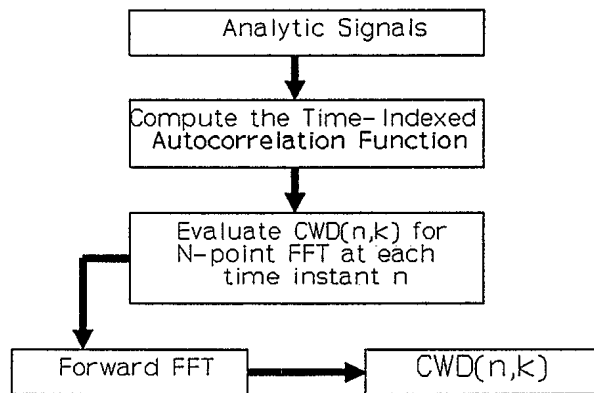 Analytic Signals
Compute the Time-Indexed
Autocorrelation Function
Evaluate CWD(n,k) for
N-point FFT at each
time instant n
Forward FFT
CWD(n,k)